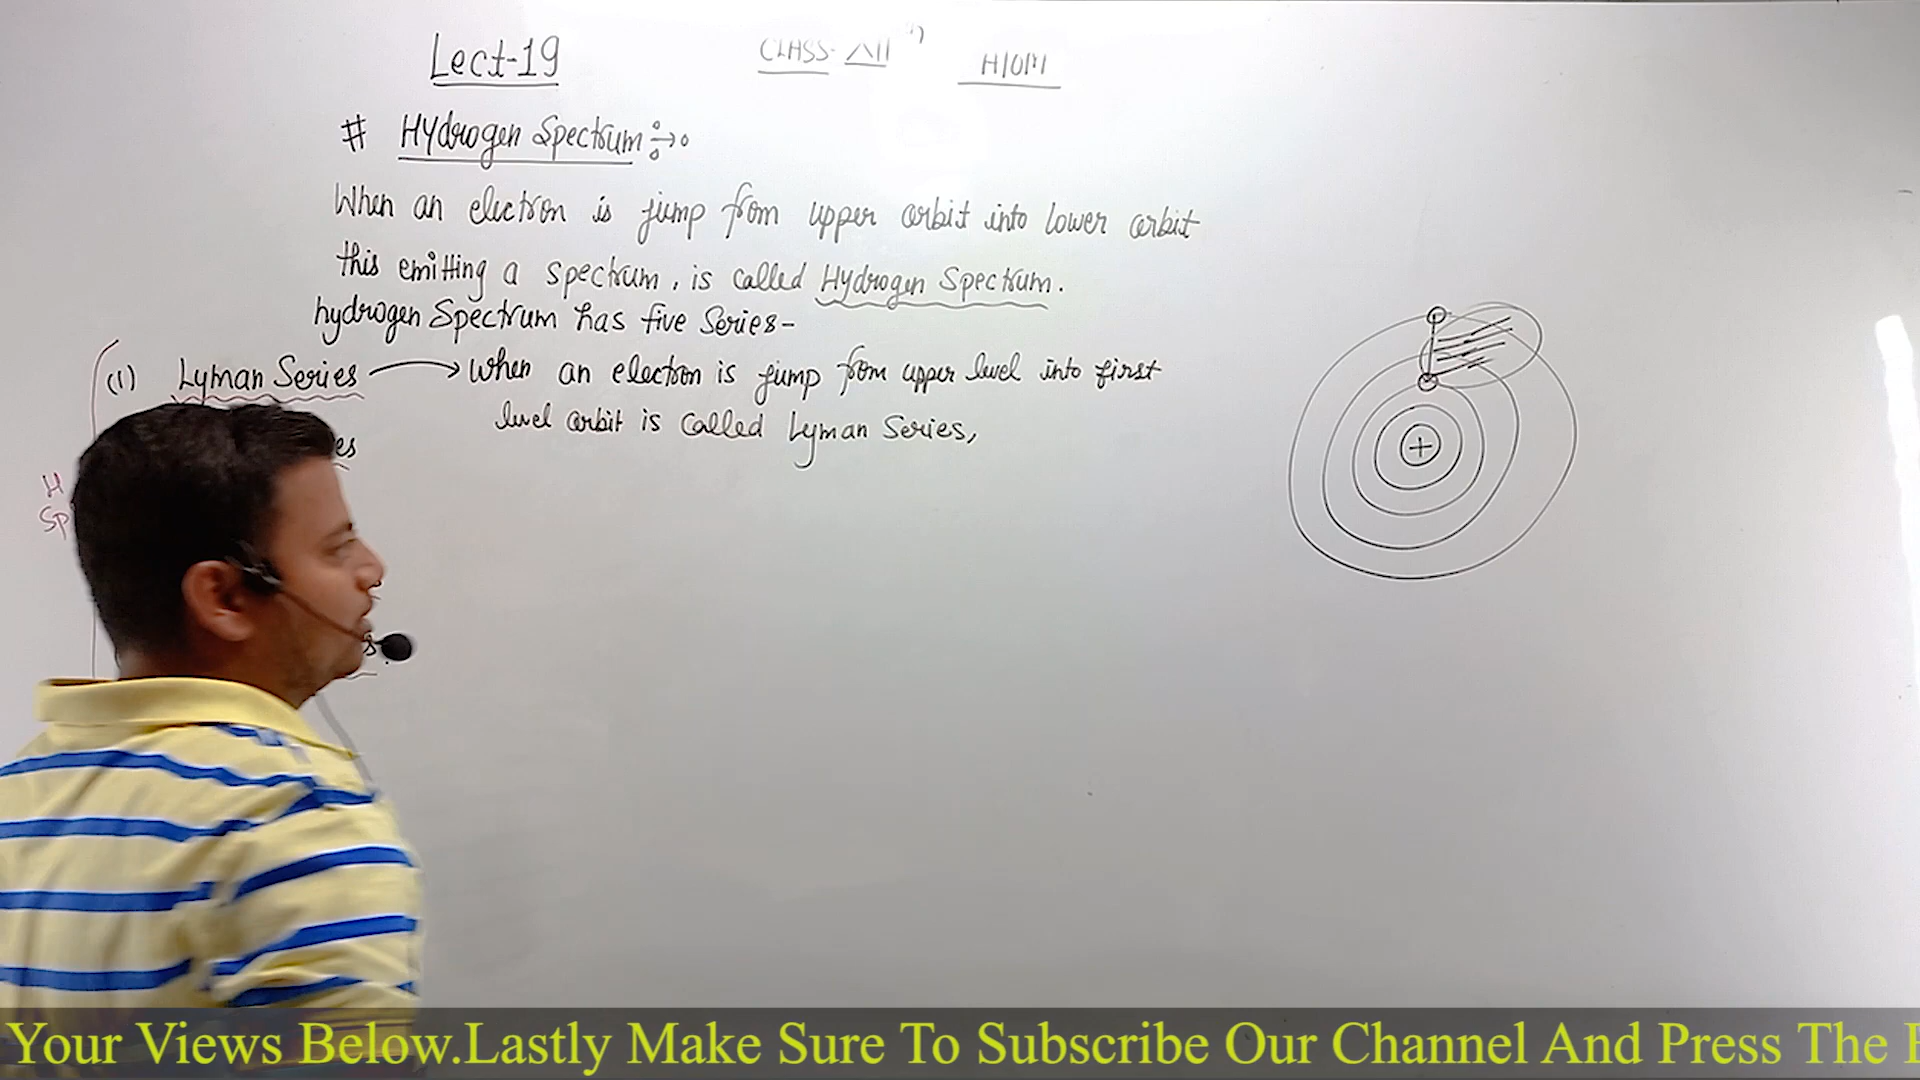 Lect-19
CLASS- XII
ATOM
# Hydrogen Spectrum
When an electron is jump from upper orbit into lower orbit
this emitting a spectrum, is called Hydrogen Spectrum.
hydrogen Spectrum has five Series-
(1) Lyman Series → When an electron is jump from upper level into first
level orbit is called Lyman Series,
es
H
Sp
s.
+
Your Views Below.Lastly Make Sure To Subscribe Our Channel And Press The